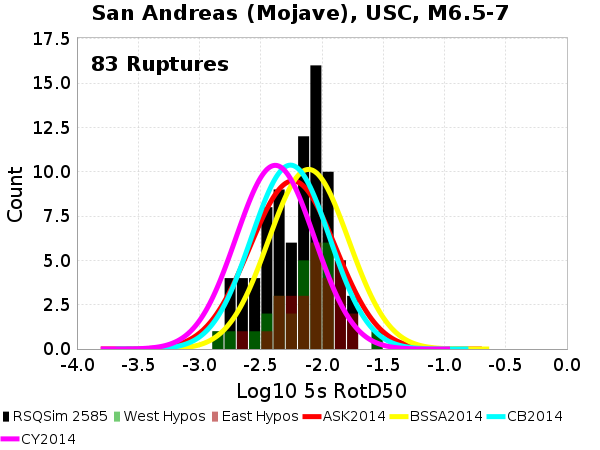 San Andreas (Mojave), USC, M6.5-7
83 Ruptures
Count
17.5
15.0
12.5
10.0
7.5
5.0
2.5
0.0
-4.0 -3.5 -3.0 -2.5 -2.0 -1.5 -1.0 -0.5 0.0
Log10 5s RotD50
RSQSim 2585 West Hypos East Hypos ASK2014 BSSA2014 CB2014
CY2014